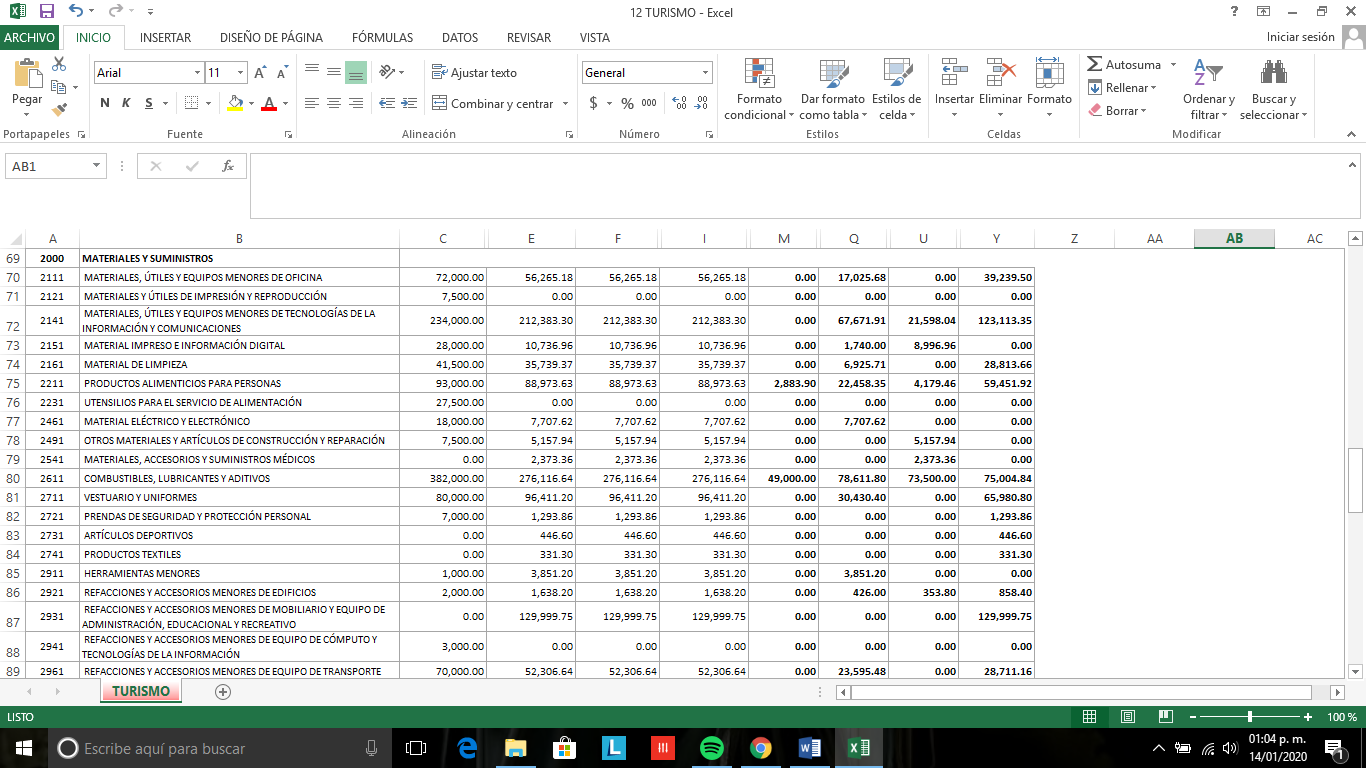 12 TURISMO - Excel
ARCHIVO INICIO INSERTAR DISEÑO DE PÁGINA FÓRMULAS DATOS REVISAR VISTA Iniciar sesión
Pegar
Portapapeles
Arial 11
N K S
Fuente
Ajustar texto
Combinar y centrar
Alineación
General
$ % 000
Número
Formato condicional
Dar formato como tabla
Estilos de celda
Estilos
Insertar Eliminar Formato
Celdas
Autosuma
Rellenar
Borrar
Ordenar y filtrar
Buscar y seleccionar
Modificar
AB1
fx
A B C E F I M Q U Y Z AA AB AC
69 2000 MATERIALES Y SUMINISTROS
70 2111 MATERIALES, ÚTILES Y EQUIPOS MENORES DE OFICINA 72,000.00 56,265.18 56,265.18 56,265.18 0.00 17,025.68 0.00 39,239.50
71 2121 MATERIALES Y ÚTILES DE IMPRESIÓN Y REPRODUCCIÓN 7,500.00 0.00 0.00 0.00 0.00 0.00 0.00 0.00
72 2141 MATERIALES, ÚTILES Y EQUIPOS MENORES DE TECNOLOGÍAS DE LA
INFORMACIÓN Y COMUNICACIONES 234,000.00 212,383.30 212,383.30 212,383.30 0.00 67,671.91 21,598.04 123,113.35
73 2151 MATERIAL IMPRESO E INFORMACIÓN DIGITAL 28,000.00 10,736.96 10,736.96 10,736.96 0.00 1,740.00 8,996.96 0.00
74 2161 MATERIAL DE LIMPIEZA 41,500.00 35,739.37 35,739.37 35,739.37 0.00 6,925.71 0.00 28,813.66
75 2211 PRODUCTOS ALIMENTICIOS PARA PERSONAS 93,000.00 88,973.63 88,973.63 88,973.63 2,883.90 22,458.35 4,179.46 59,451.92
76 2231 UTENSILIOS PARA EL SERVICIO DE ALIMENTACIÓN 27,500.00 0.00 0.00 0.00 0.00 0.00 0.00 0.00
77 2461 MATERIAL ELÉCTRICO Y ELECTRÓNICO 18,000.00 7,707.62 7,707.62 7,707.62 0.00 7,707.62 0.00 0.00
78 2491 OTROS MATERIALES Y ARTÍCULOS DE CONSTRUCCIÓN Y REPARACIÓN 7,500.00 5,157.94 5,157.94 5,157.94 0.00 0.00 5,157.94 0.00
79 2541 MATERIALES, ACCESORIOS Y SUMINISTROS MÉDICOS 0.00 2,373.36 2,373.36 2,373.36 0.00 0.00 2,373.36 0.00
80 2611 COMBUSTIBLES, LUBRICANTES Y ADITIVOS 382,000.00 276,116.64 276,116.64 276,116.64 49,000.00 78,611.80 73,500.00 75,004.84
81 2711 VESTUARIO Y UNIFORMES 80,000.00 96,411.20 96,411.20 96,411.20 0.00 30,430.40 0.00 65,980.80
82 2721 PRENDAS DE SEGURIDAD Y PROTECCIÓN PERSONAL 7,000.00 1,293.86 1,293.86 1,293.86 0.00 0.00 0.00 1,293.86
83 2731 ARTÍCULOS DEPORTIVOS 0.00 446.60 446.60 446.60 0.00 0.00 0.00 446.60
84 2741 PRODUCTOS TEXTILES 0.00 331.30 331.30 331.30 0.00 0.00 0.00 331.30
85 2911 HERRAMIENTAS MENORES 1,000.00 3,851.20 3,851.20 3,851.20 0.00 3,851.20 0.00 0.00
86 2921 REFACCIONES Y ACCESORIOS MENORES DE EDIFICIOS 2,000.00 1,638.20 1,638.20 1,638.20 0.00 426.00 353.80 858.40
87 2931 REFACCIONES Y ACCESORIOS MENORES DE MOBILIARIO Y EQUIPO DE
ADMINISTRACIÓN, EDUCACIONAL Y RECREATIVO 0.00 129,999.75 129,999.75 129,999.75 0.00 0.00 0.00 129,999.75
88 2941 REFACCIONES Y ACCESORIOS MENORES DE EQUIPO DE CÓMPUTO Y
TECNOLOGÍAS DE LA INFORMACIÓN 3,000.00 0.00 0.00 0.00 0.00 0.00 0.00 0.00
89 2961 REFACCIONES Y ACCESORIOS MENORES DE EQUIPO DE TRANSPORTE 70,000.00 52,306.64 52,306.64 52,306.64 0.00 23,595.48 0.00 28,711.16
TURISMO
LISTO 100 %
Escribe aquí para buscar
01:04 p. m.
14/01/2020
1